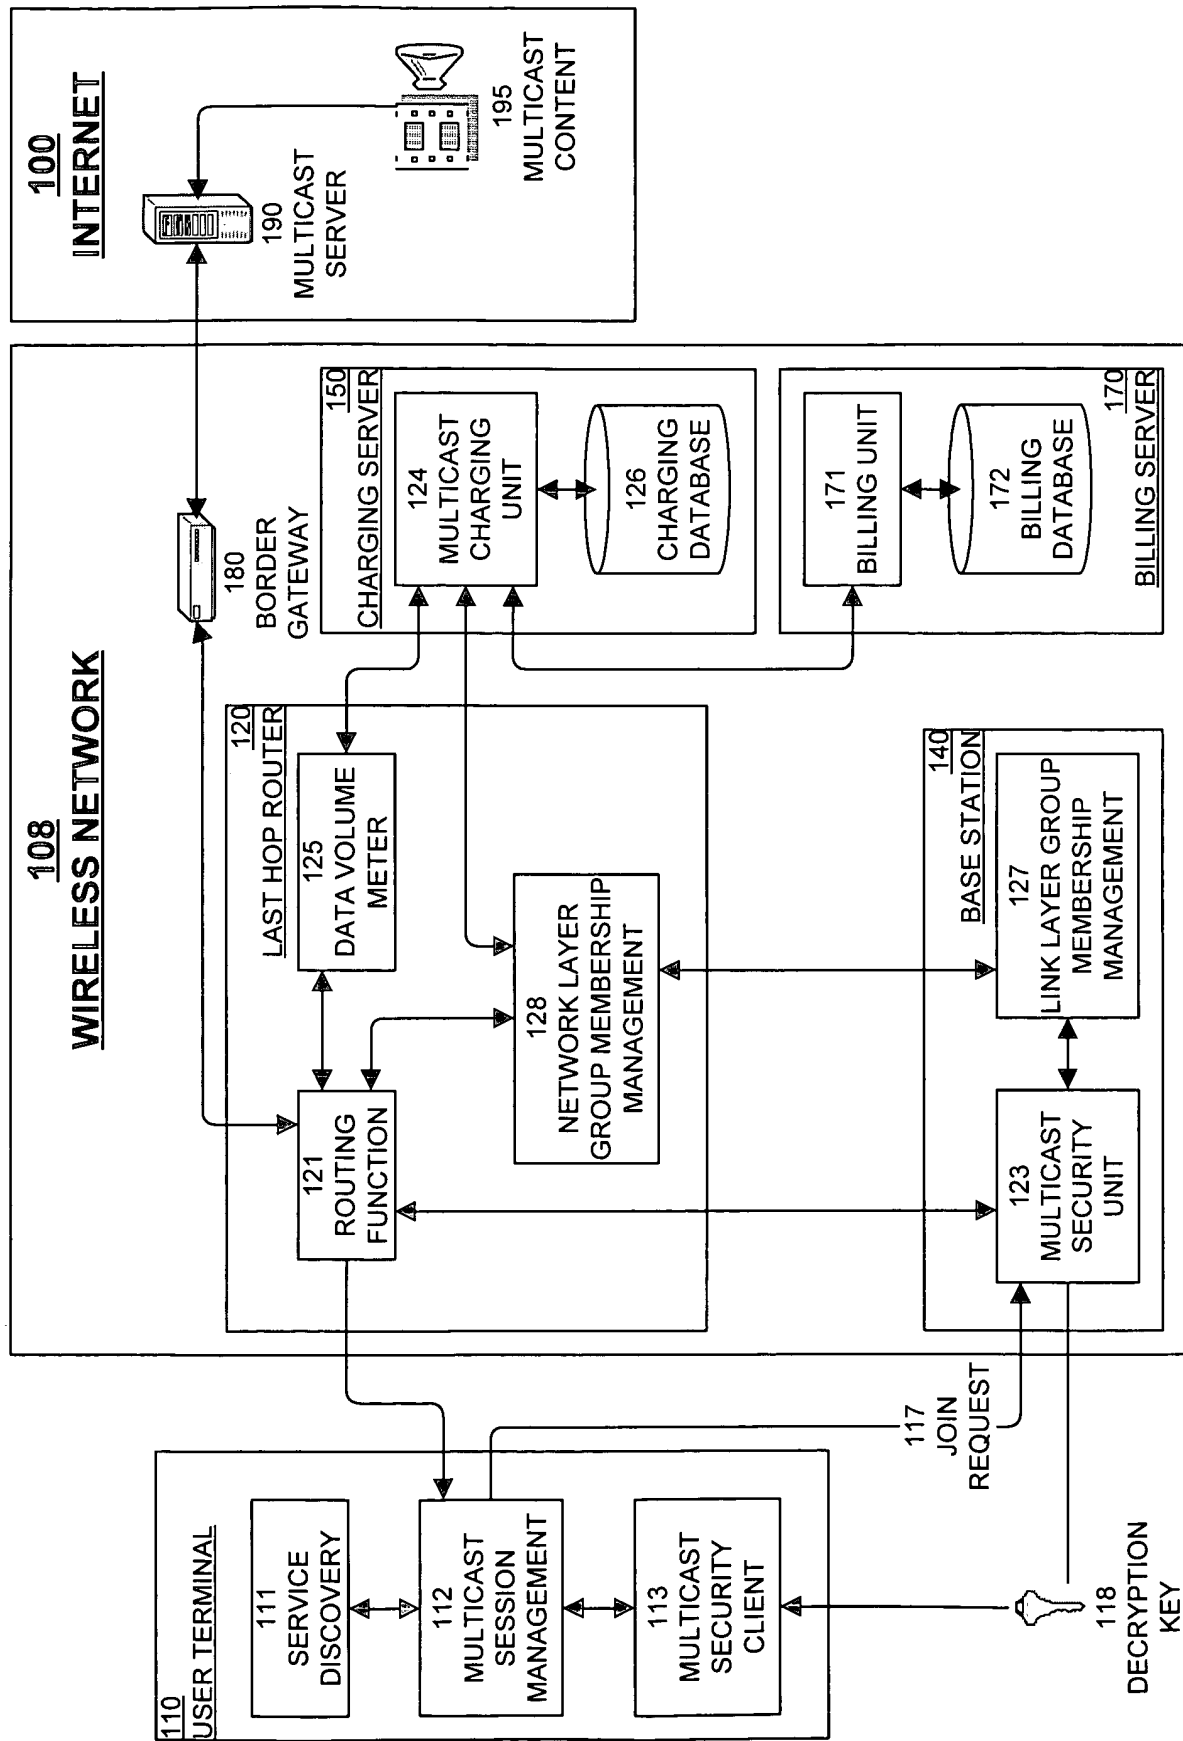 100
INTERNET
190
MULTICAST
SERVER
195
MULTICAST
CONTENT
108
WIRELESS NETWORK
180
BORDER
GATEWAY
150
CHARGING SERVER
124
MULTICAST
CHARGING
UNIT
126
CHARGING
DATABASE
170
BILLING SERVER
171
BILLING UNIT
172
BILLING
DATABASE
120
LAST HOP ROUTER
125
DATA VOLUME
METER
121
ROUTING
FUNCTION
128
NETWORK LAYER
GROUP MEMBERSHIP
MANAGEMENT
140
BASE STATION
127
LINK LAYER GROUP
MEMBERSHIP
MANAGEMENT
123
MULTICAST
SECURITY
UNIT
110
USER TERMINAL
111
SERVICE
DISCOVERY
112
MULTICAST
SESSION
MANAGEMENT
113
MULTICAST
SECURITY
CLIENT
117
JOIN
REQUEST
118
DECRYPTION
KEY